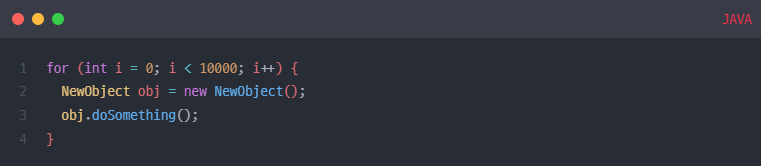 JAVA
1 for (int i = 0; i < 10000; i++) {
2   NewObject obj = new NewObject();
3   obj.doSomething();
4 }